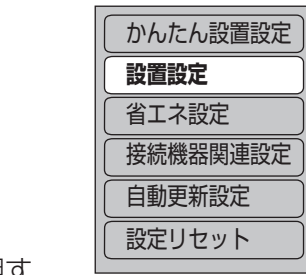 かんたん設置設定
設置設定
省エネ設定
接続機器関連設定
自動更新設定
設定リセット
す